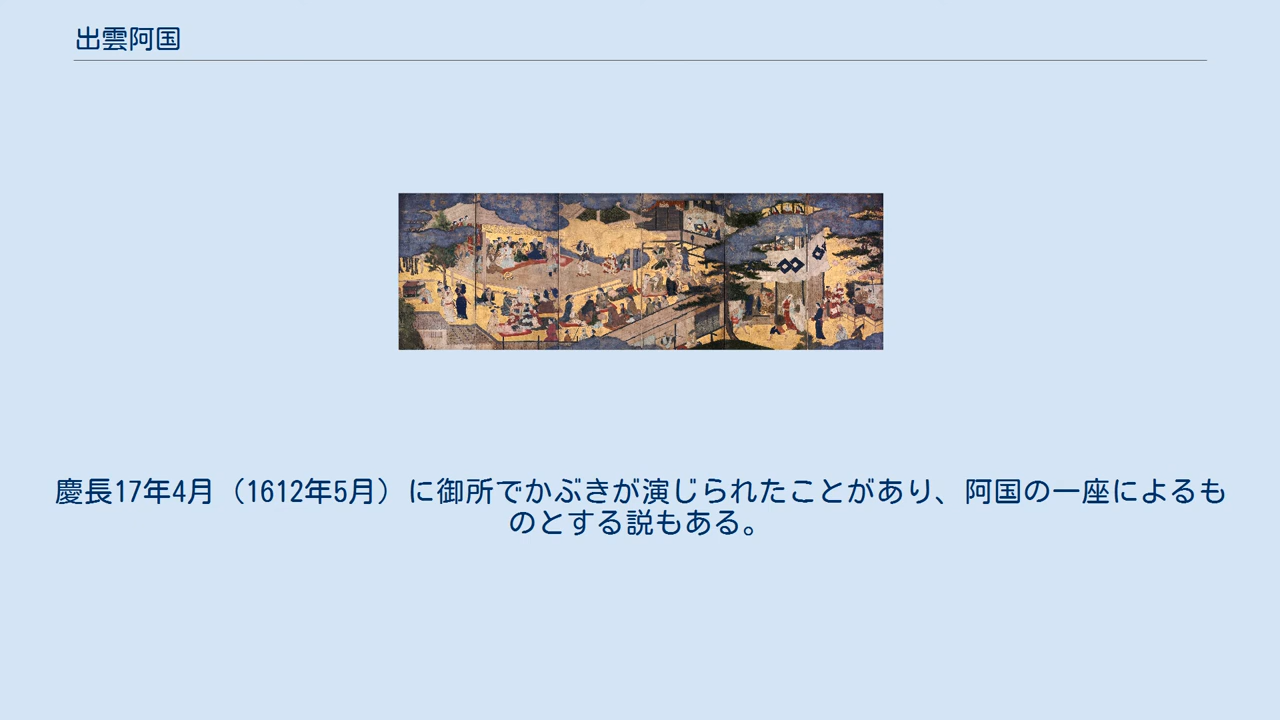 出雲阿国
慶長17年4月（1612年5月）に御所でかぶきが演じられたことがあり、阿国の一座によるも
のとする説もある。